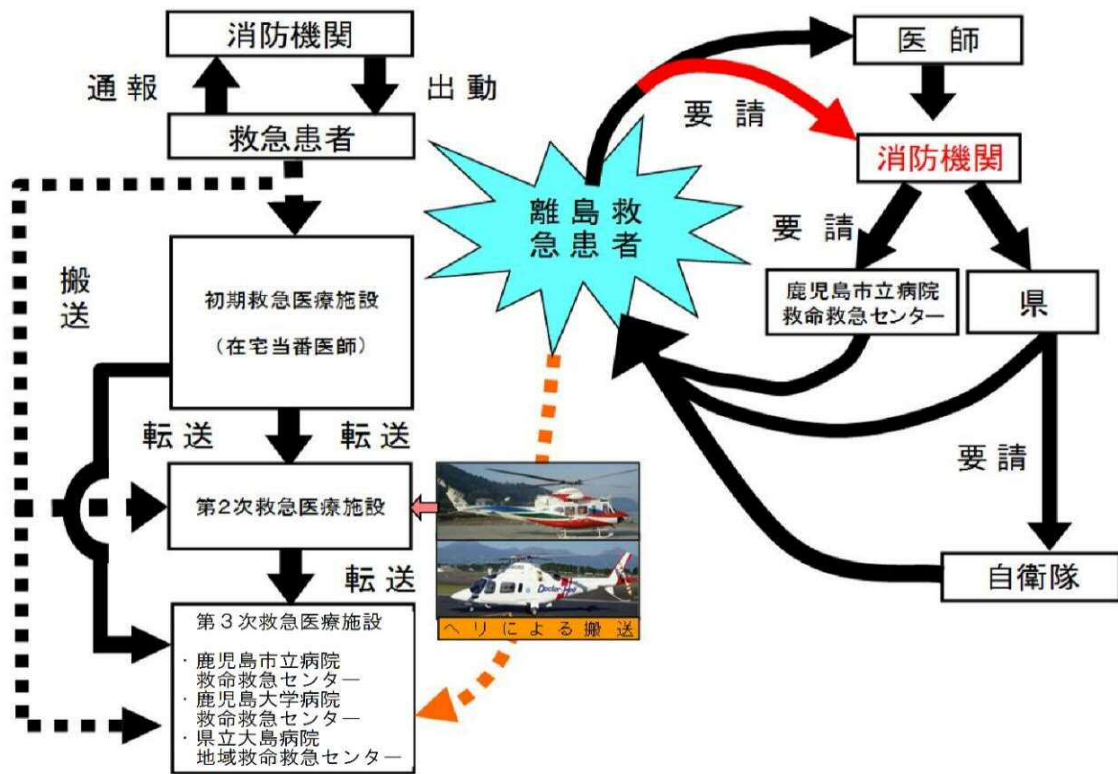 消防機関
通報
出動
救急患者
搬送
初期救急医療施設
(在宅当番医師)
転送
転送
第2次救急医療施設
転送
第3次救急医療施設
・鹿児島市立病院
救命救急センター
・鹿児島大学病院
救命救急センター
・県立大島病院
地域救命救急センター
離島救
急患者
Doctor-Heli
ヘリによる搬送
医師
要請
消防機関
要請
鹿児島市立病院
救命救急センター
県
要請
自衛隊